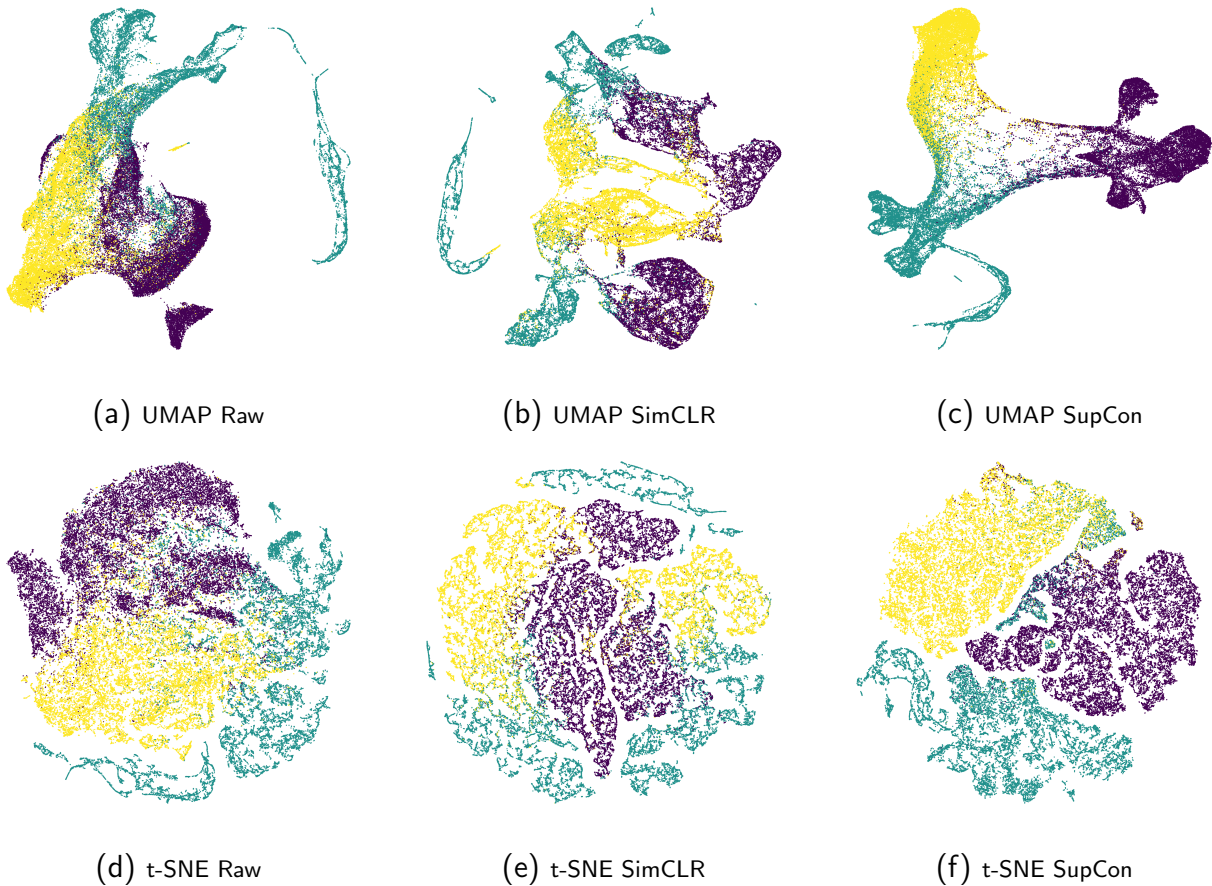 (a) UMAP Raw
(b) UMAP SimCLR
(c) UMAP SupCon
(d) t-SNE Raw
(e) t-SNE SimCLR
(f) t-SNE SupCon